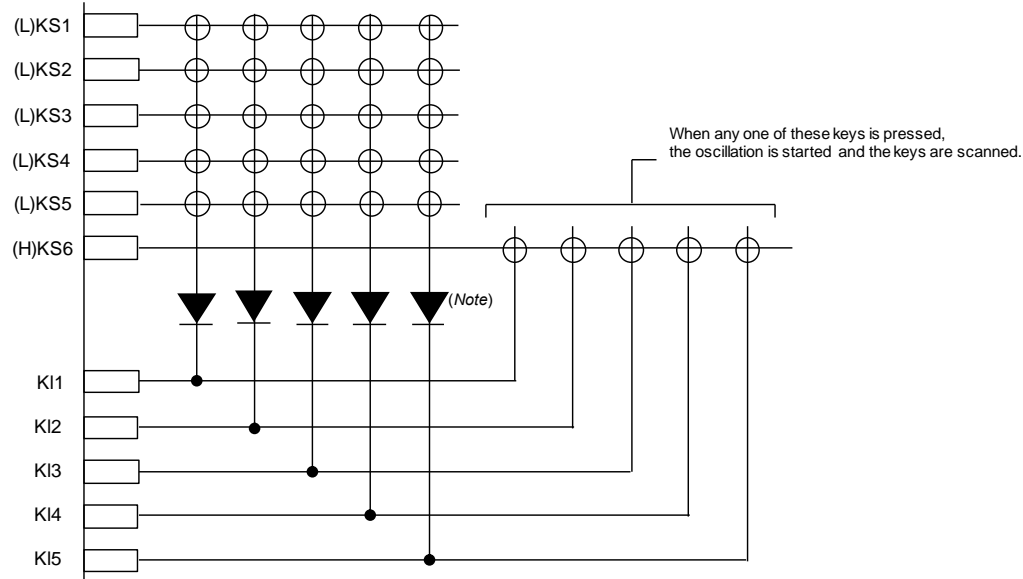 (L)KS1
(L)KS2
(L)KS3
(L)KS4
(L)KS5
(H)KS6
When any one of these keys is pressed,
the oscillation is started and the keys are scanned.
(Note)
KI1
KI2
KI3
KI4
KI5